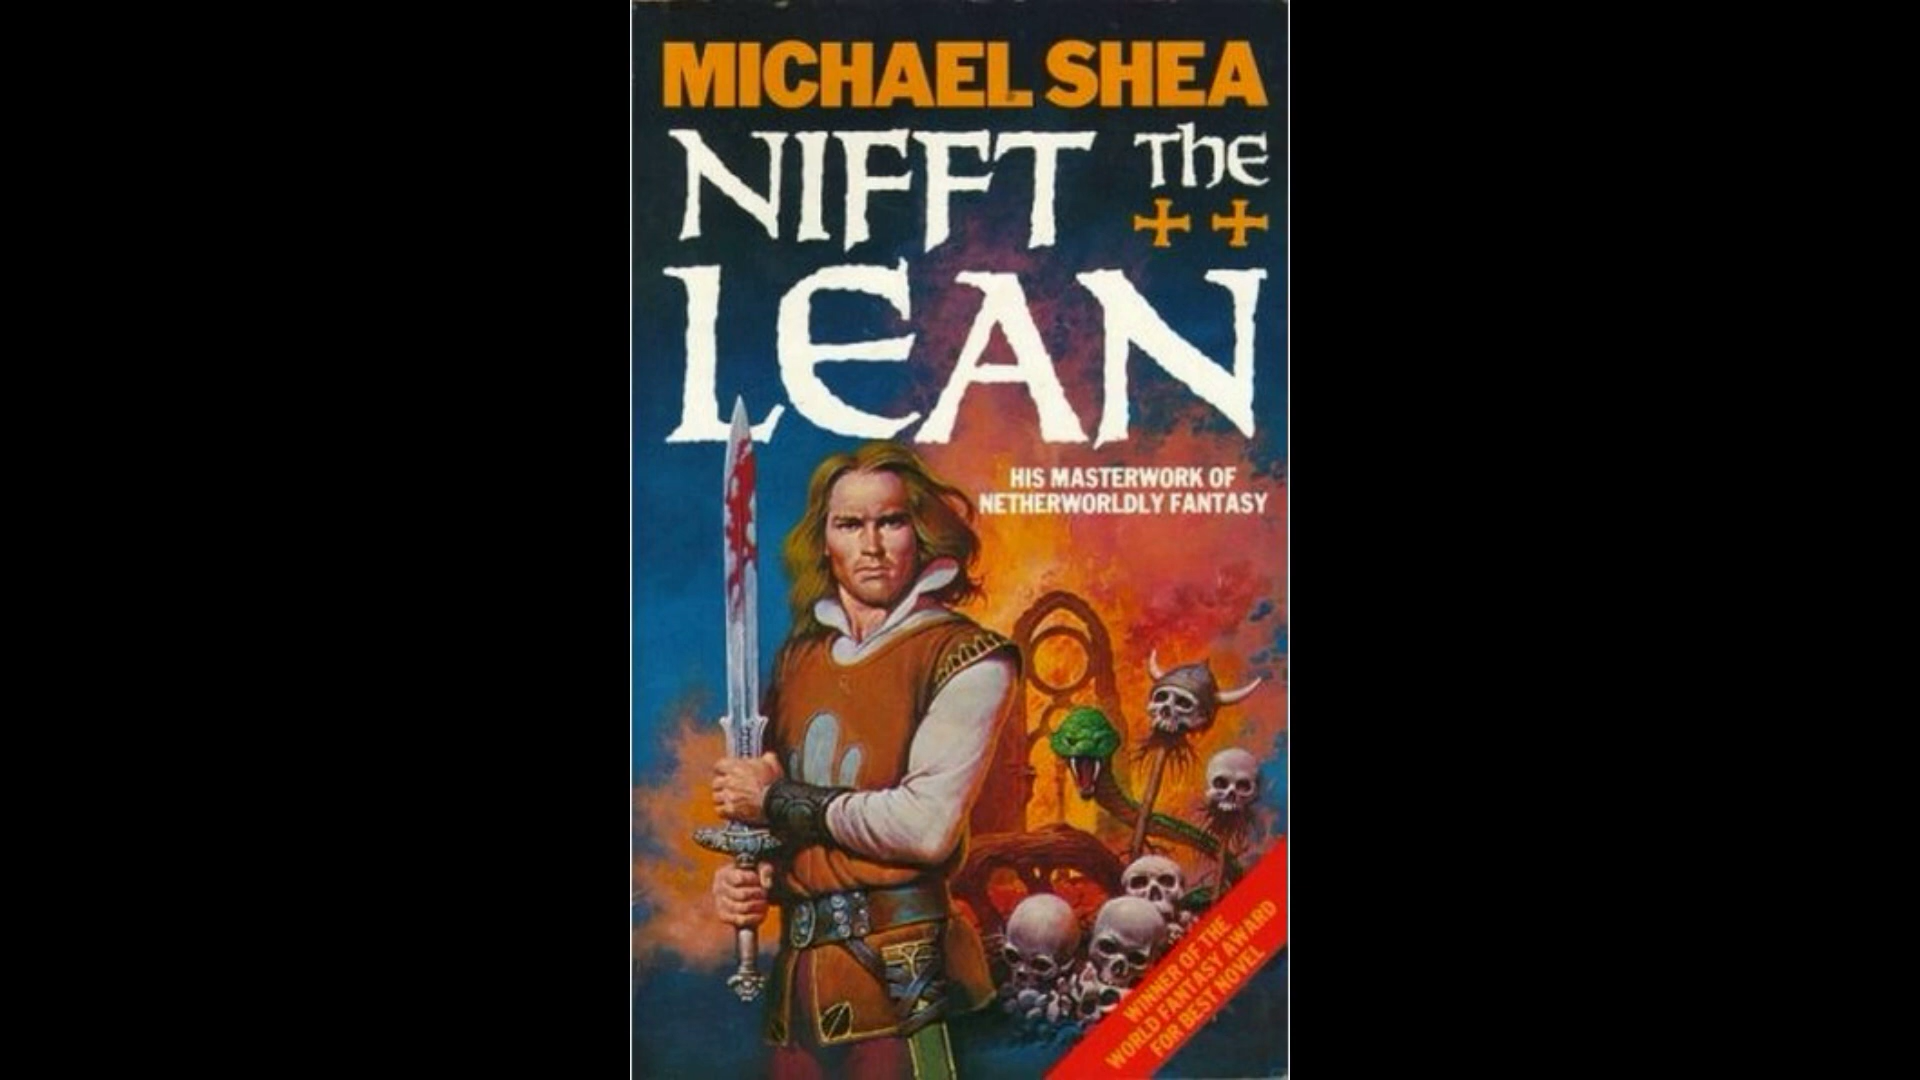 MICHAEL SHEA
NIFFT The
LEAN
HIS MASTERWORK OF
NETHERWORLDLY FANTASY
WINNER OF THE
WORLD FANTASY AWARD
FOR BEST NOVEL